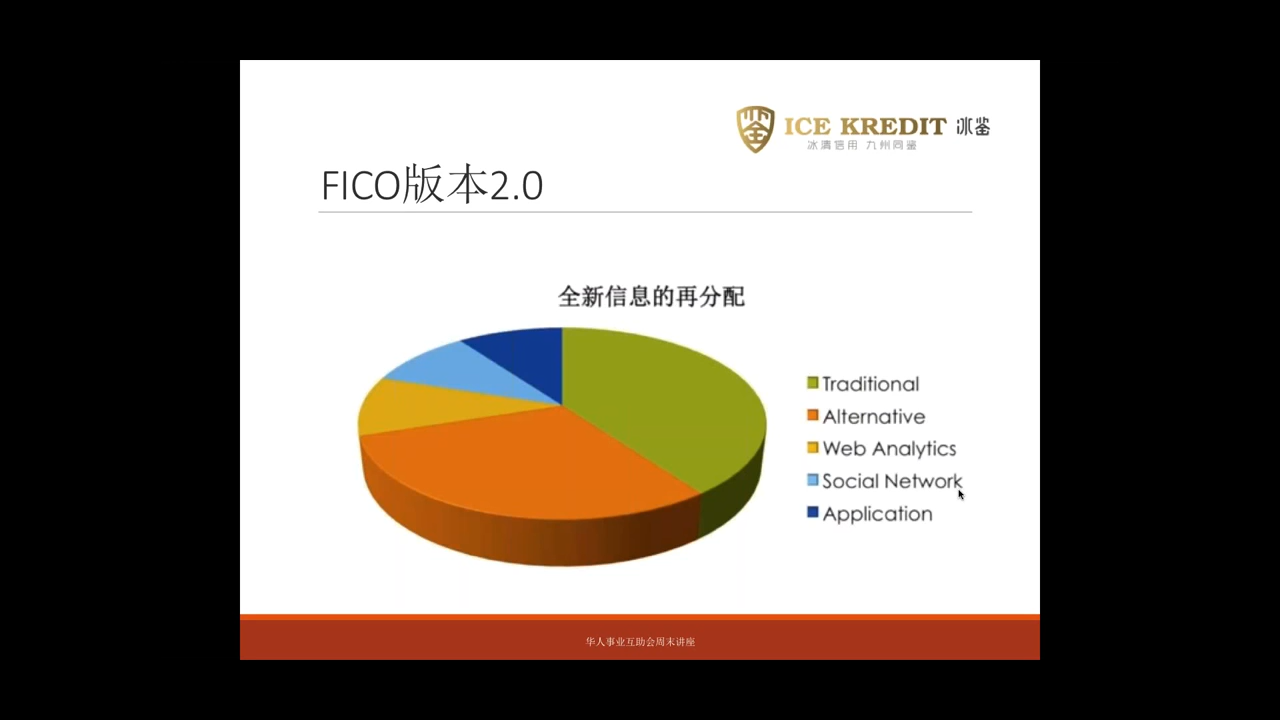 ICE KREDIT 冰鉴
冰清信用 九州同鉴
FICO版本2.0
全新信息的再分配
Traditional
Alternative
Web Analytics
Social Network
Application
华人事业互助会周末讲座